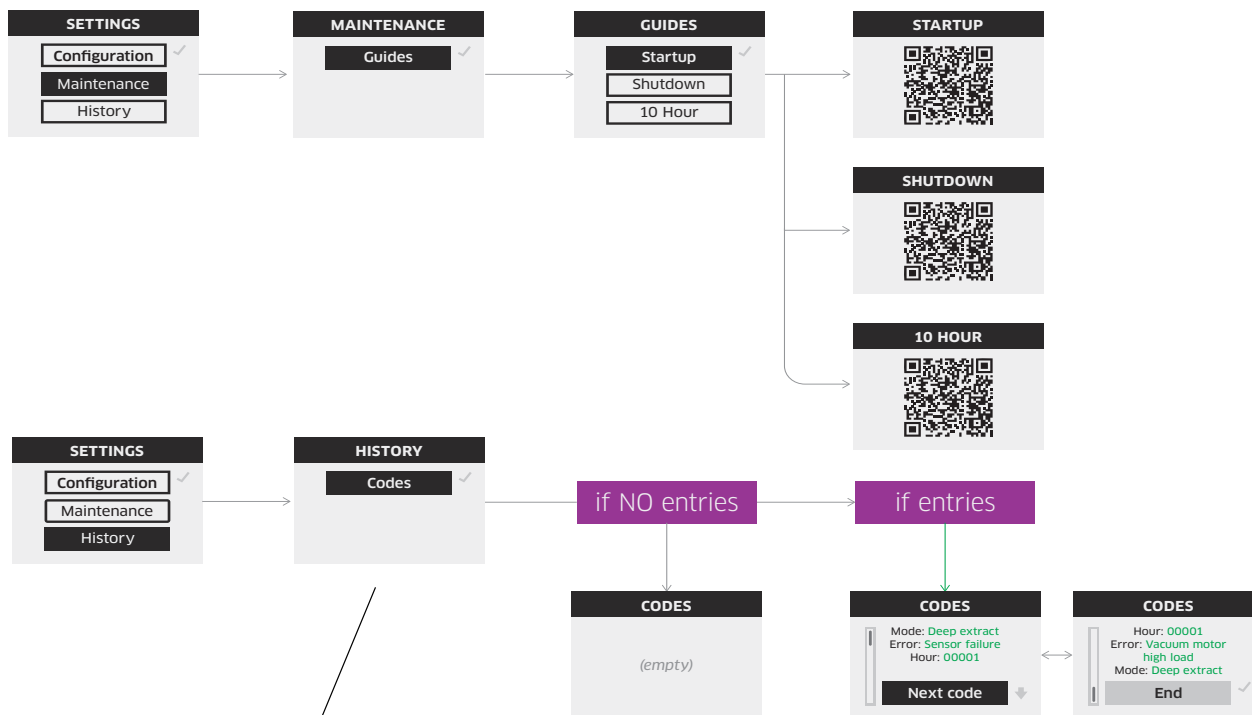 SETTINGS
Configuration
Maintenance
History
MAINTENANCE
Guides
GUIDES
Startup
Shutdown
10 Hour
STARTUP
SHUTDOWN
10 HOUR
SETTINGS
Configuration
Maintenance
History
HISTORY
Codes
if NO entries
if entries
CODES
(empty)
CODES
Mode: Deep extract
Error: Sensor failure
Hour: 00001
Next code
CODES
Hour: 00001
Error: Vacuum motor
high load
Mode: Deep extract
End